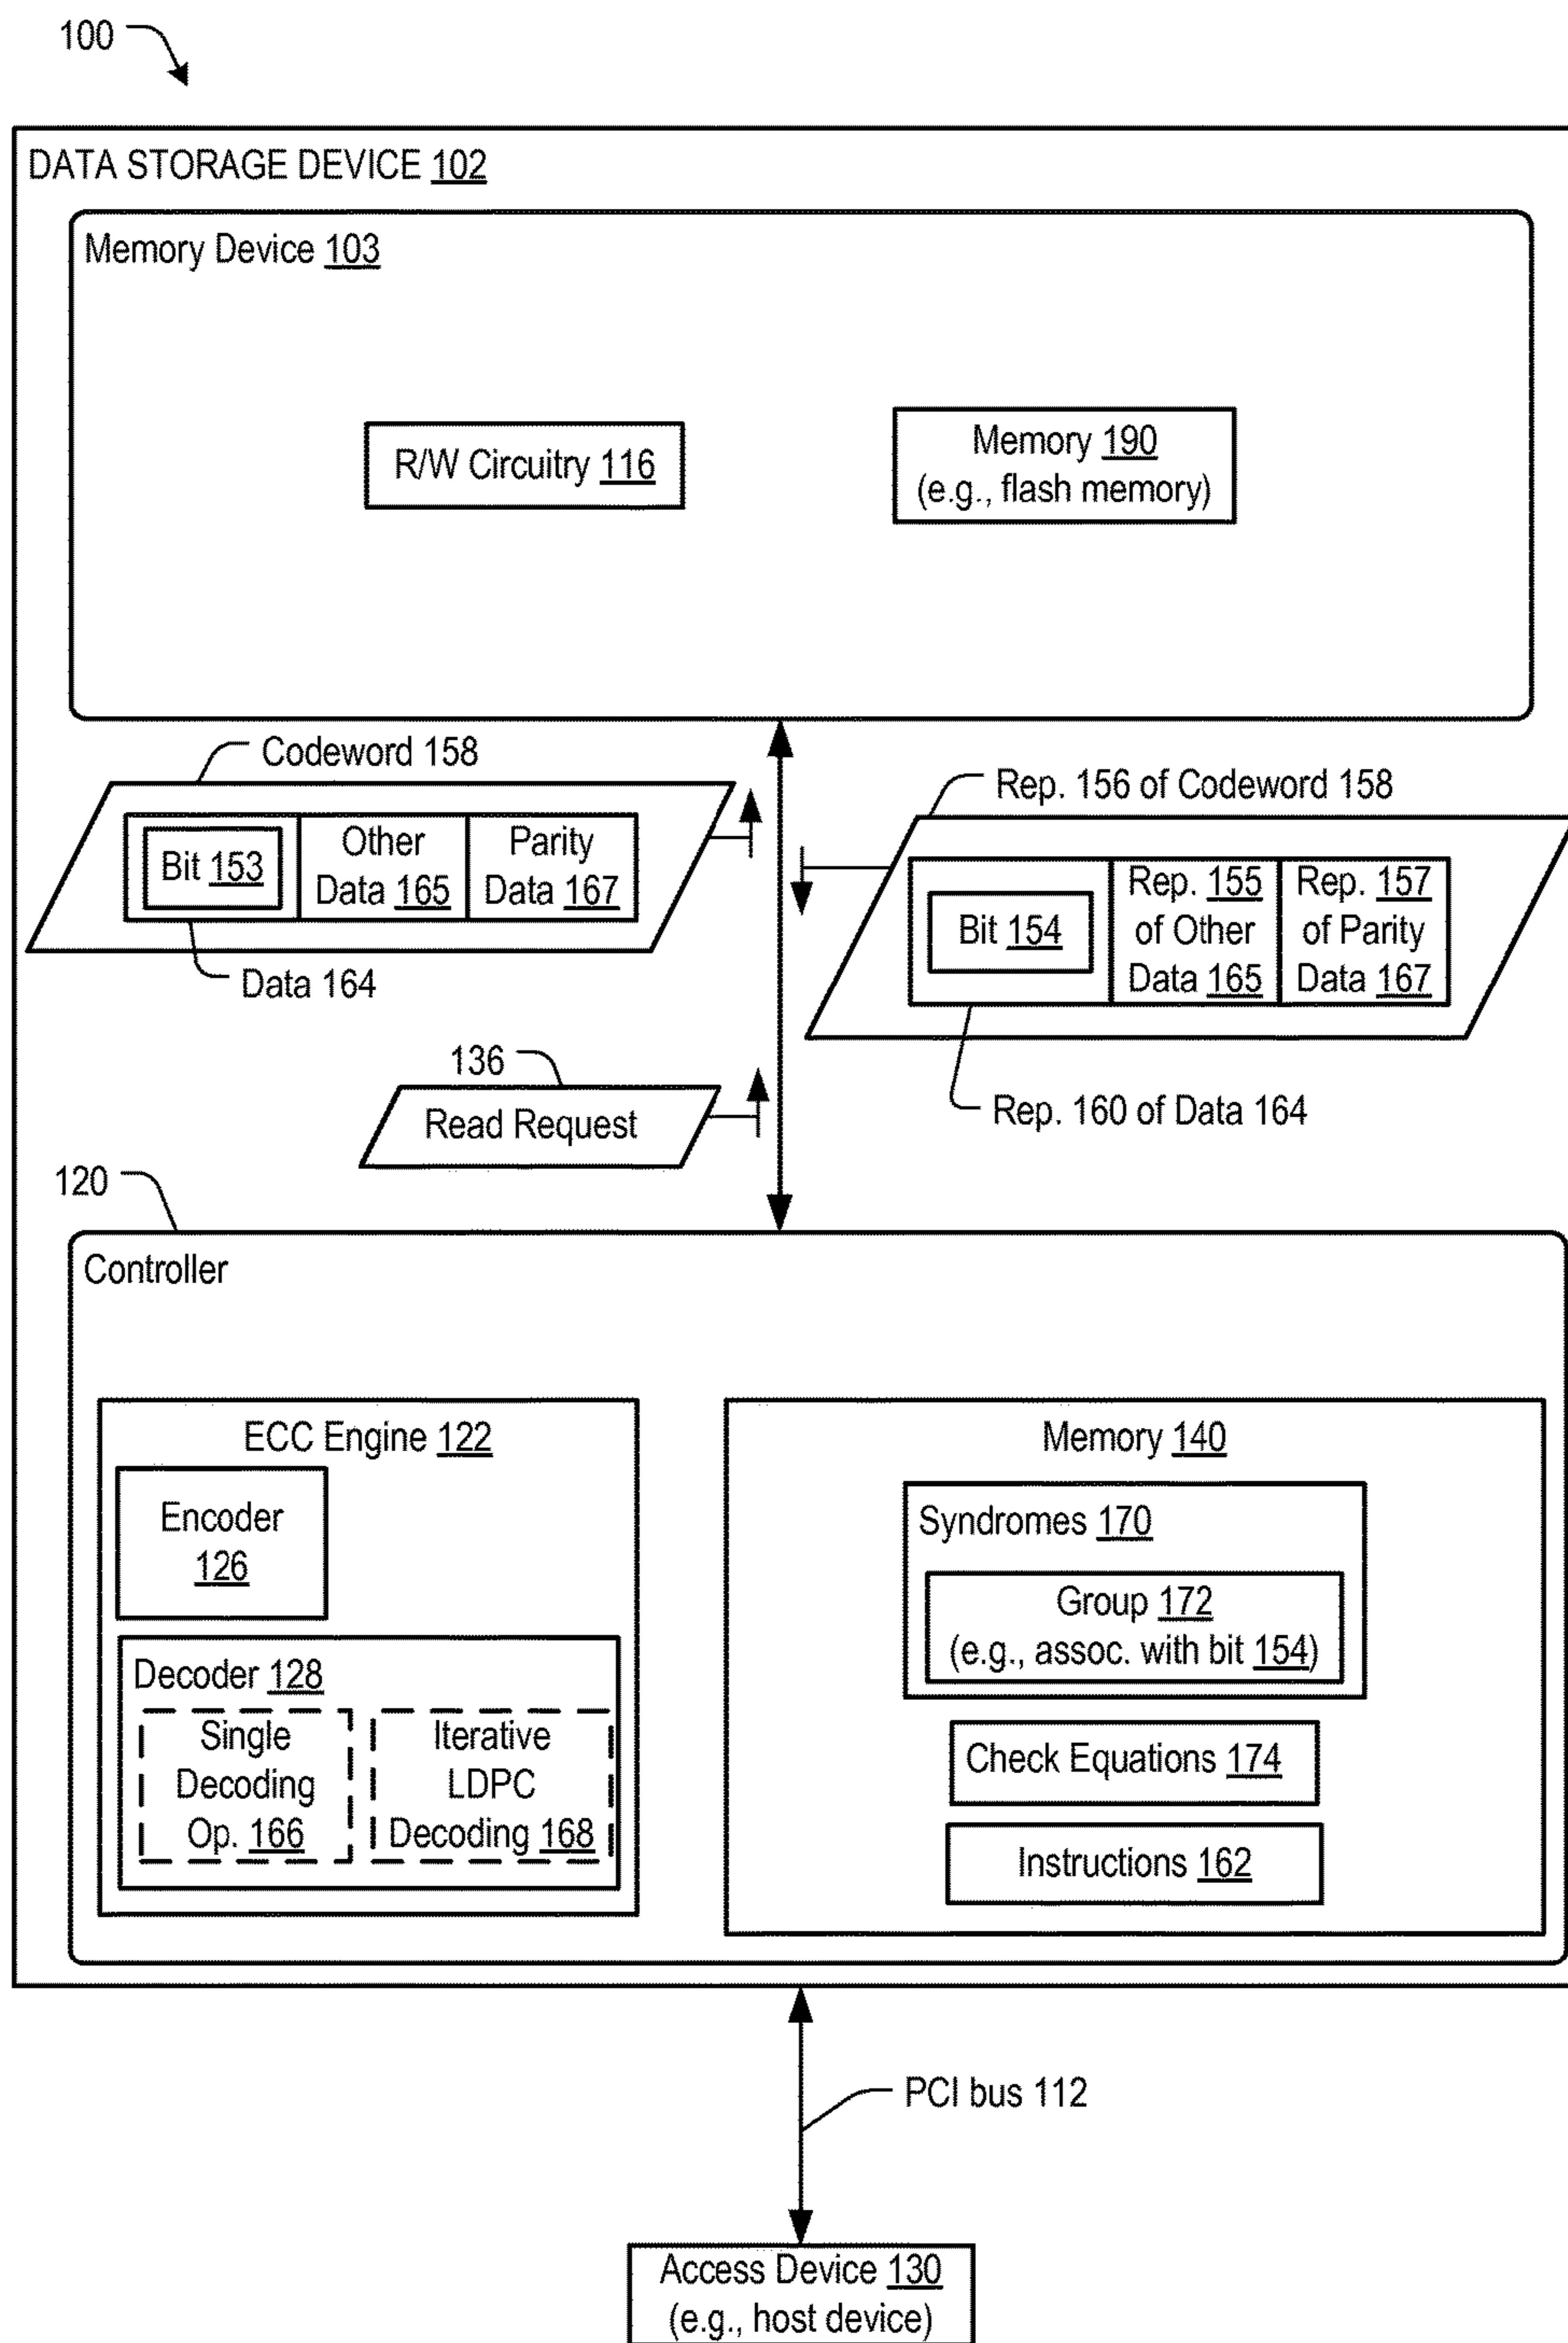 100
DATA STORAGE DEVICE 102
Memory Device 103
R/W Circuitry 116
Memory 190
(e.g., flash memory)
Codeword 158
Bit 153
Other
Data 165
Parity
Data 167
Data 164
Rep. 156 of Codeword 158
Bit 154
Rep. 155
of Other
Data 165
Rep. 157
of Parity
Data 167
Rep. 160 of Data 164
136
Read Request
120
Controller
ECC Engine 122
Encoder
126
Decoder 128
Single
Decoding
Op. 166
Iterative
LDPC
Decoding 168
Memory 140
Syndromes 170
Group 172
(e.g., assoc. with bit 154)
Check Equations 174
Instructions 162
PCI bus 112
Access Device 130
(e.g., host device)